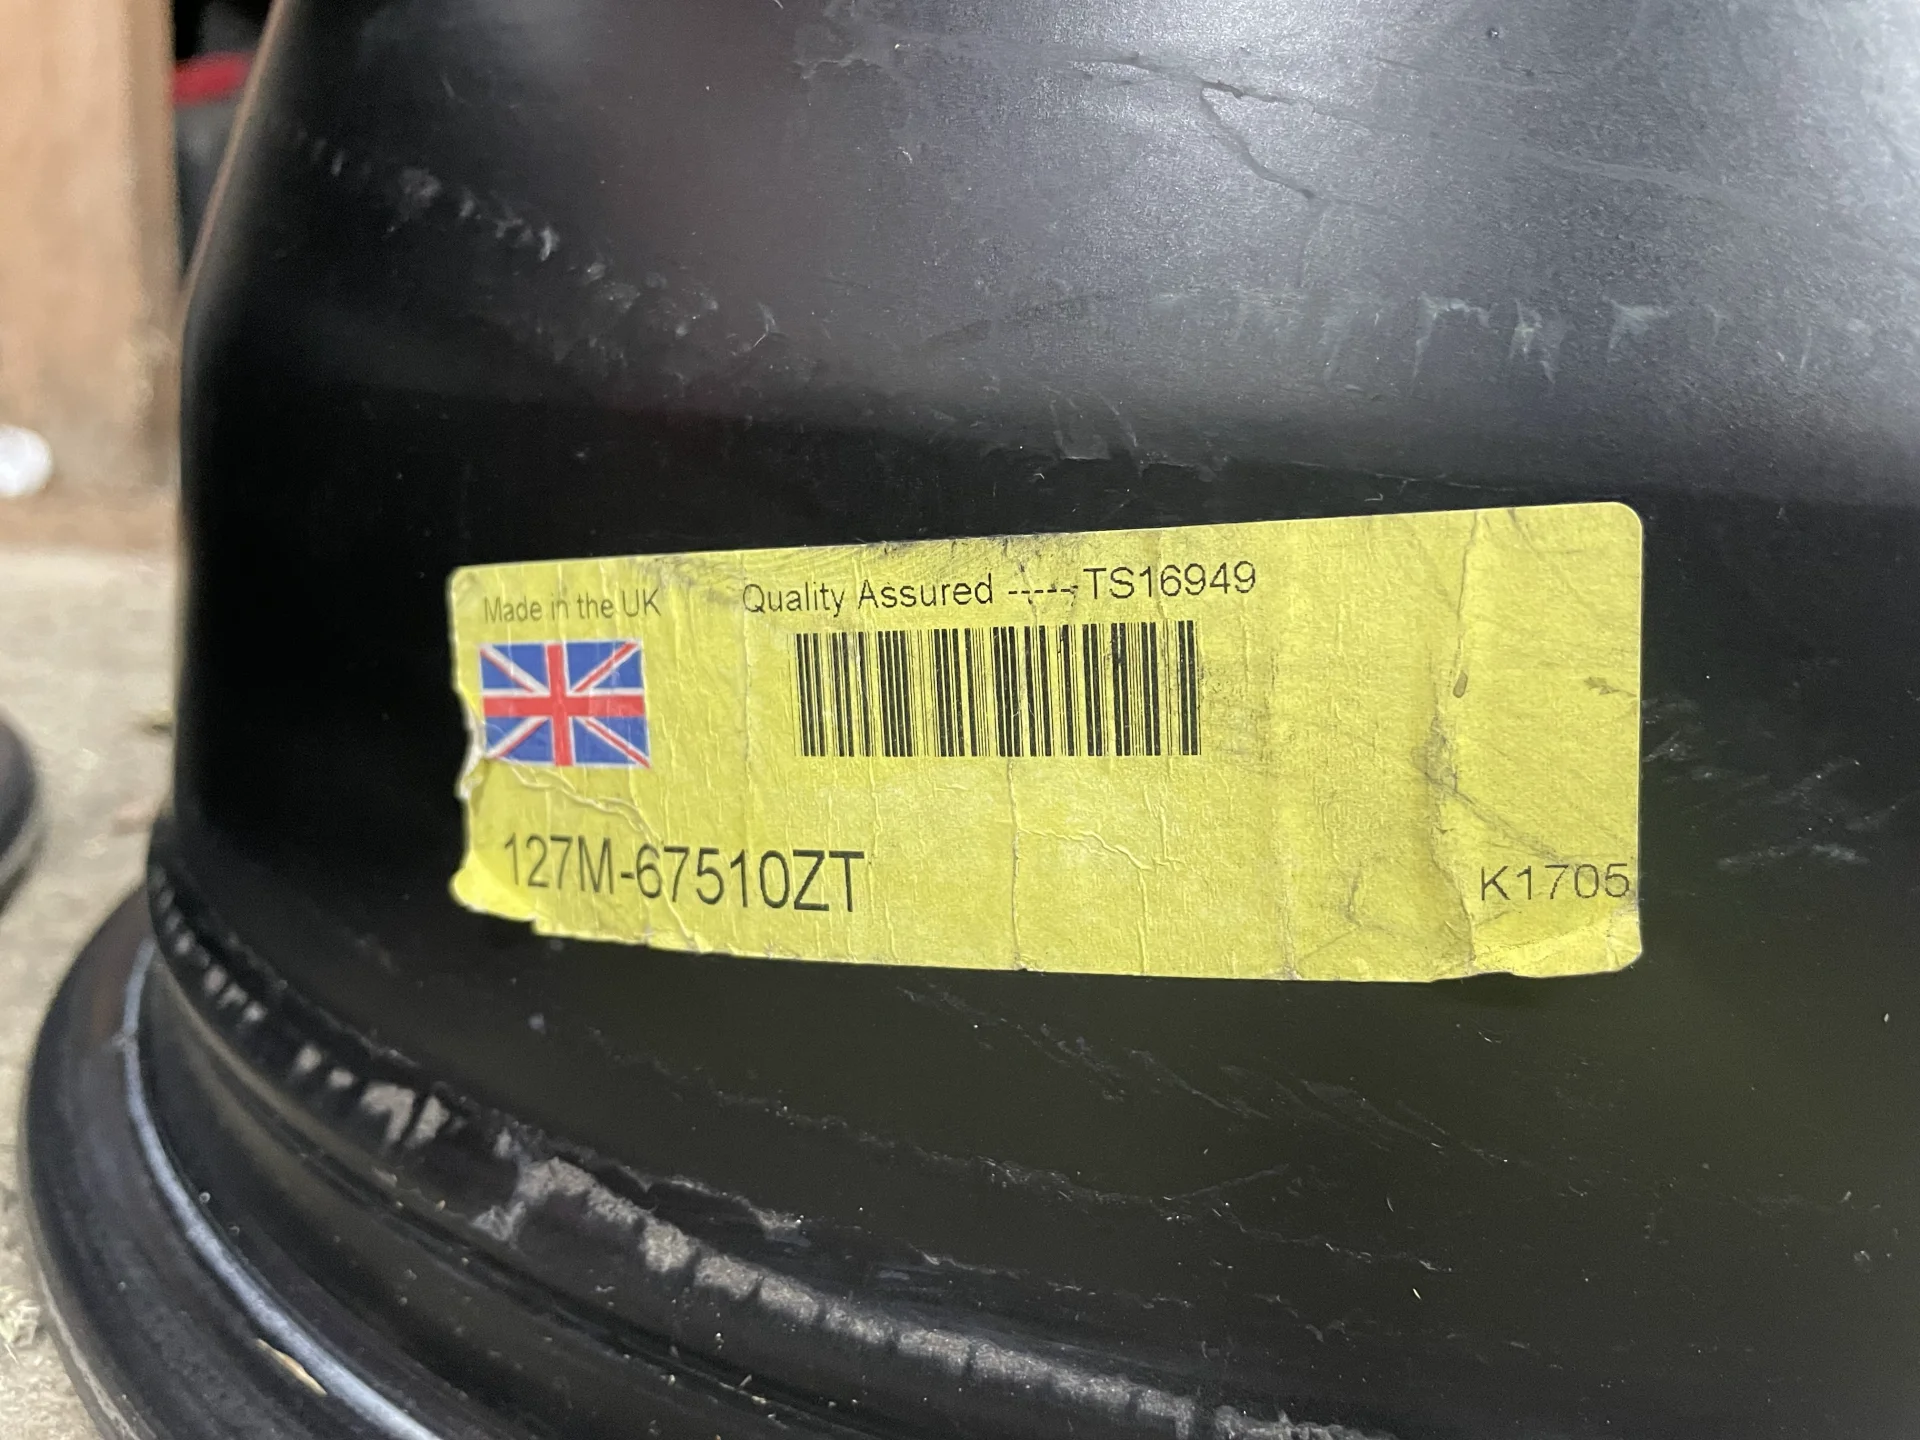 Made in the UK
Quality Assured -----TS16949
127M-67510ZT
K1705